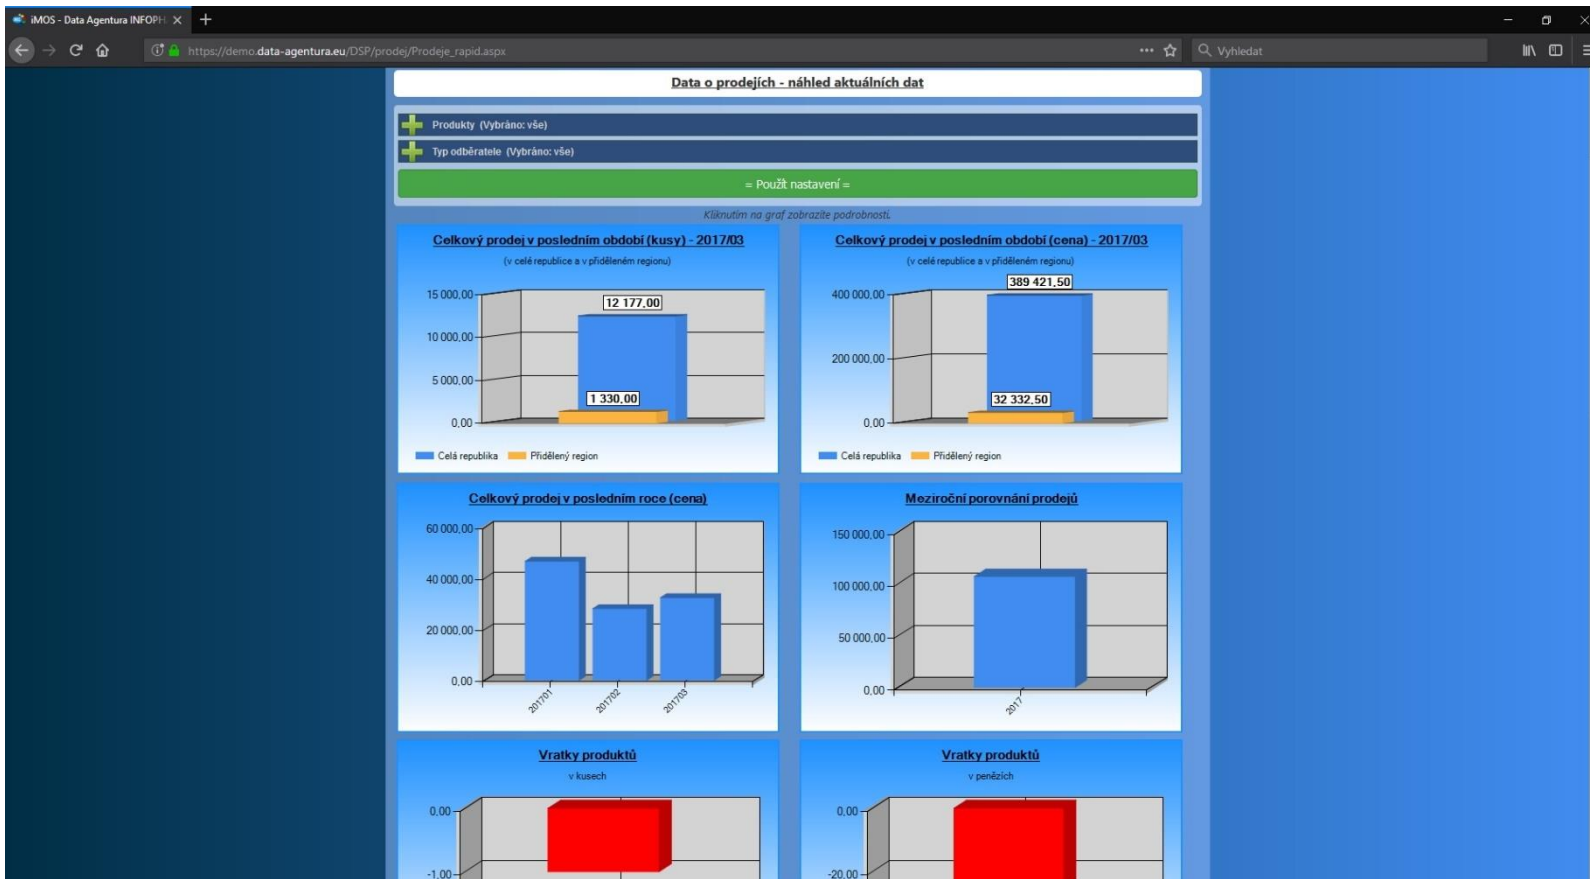 iMOS - Data Agentura INFOPH
https://demo.data-agentura.eu/DSP/prodej/Prodeje_rapid.aspx
Vyhledat
Data o prodejích - náhled aktuálních dat
Produkty (Vybráno: vše)
Typ odběratele (Vybráno: vše)
= Použít nastavení =
Kliknutím na graf zobrazíte podrobnosti.
Celkový prodej v posledním období (kusy) - 2017/03
(v celé republice a v přiděleném regionu)
15 000,00
12 177,00
10 000,00
5 000,00
1 330,00
0,00
Celá republika
Přidělený region
Celkový prodej v posledním období (cena) - 2017/03
(v celé republice a v přiděleném regionu)
389 421,50
400 000,00
200 000,00
32 332,50
0,00
Celá republika
Přidělený region
Celkový prodej v posledním roce (cena)
60 000,00
40 000,00
20 000,00
0,00
201701
201702
201703
Meziroční porovnání prodejů
150 000,00
100 000,00
50 000,00
0,00
2017
Vratky produktů
v kusech
0,00
-1,00
Vratky produktů
v penězích
0,00
-20,00